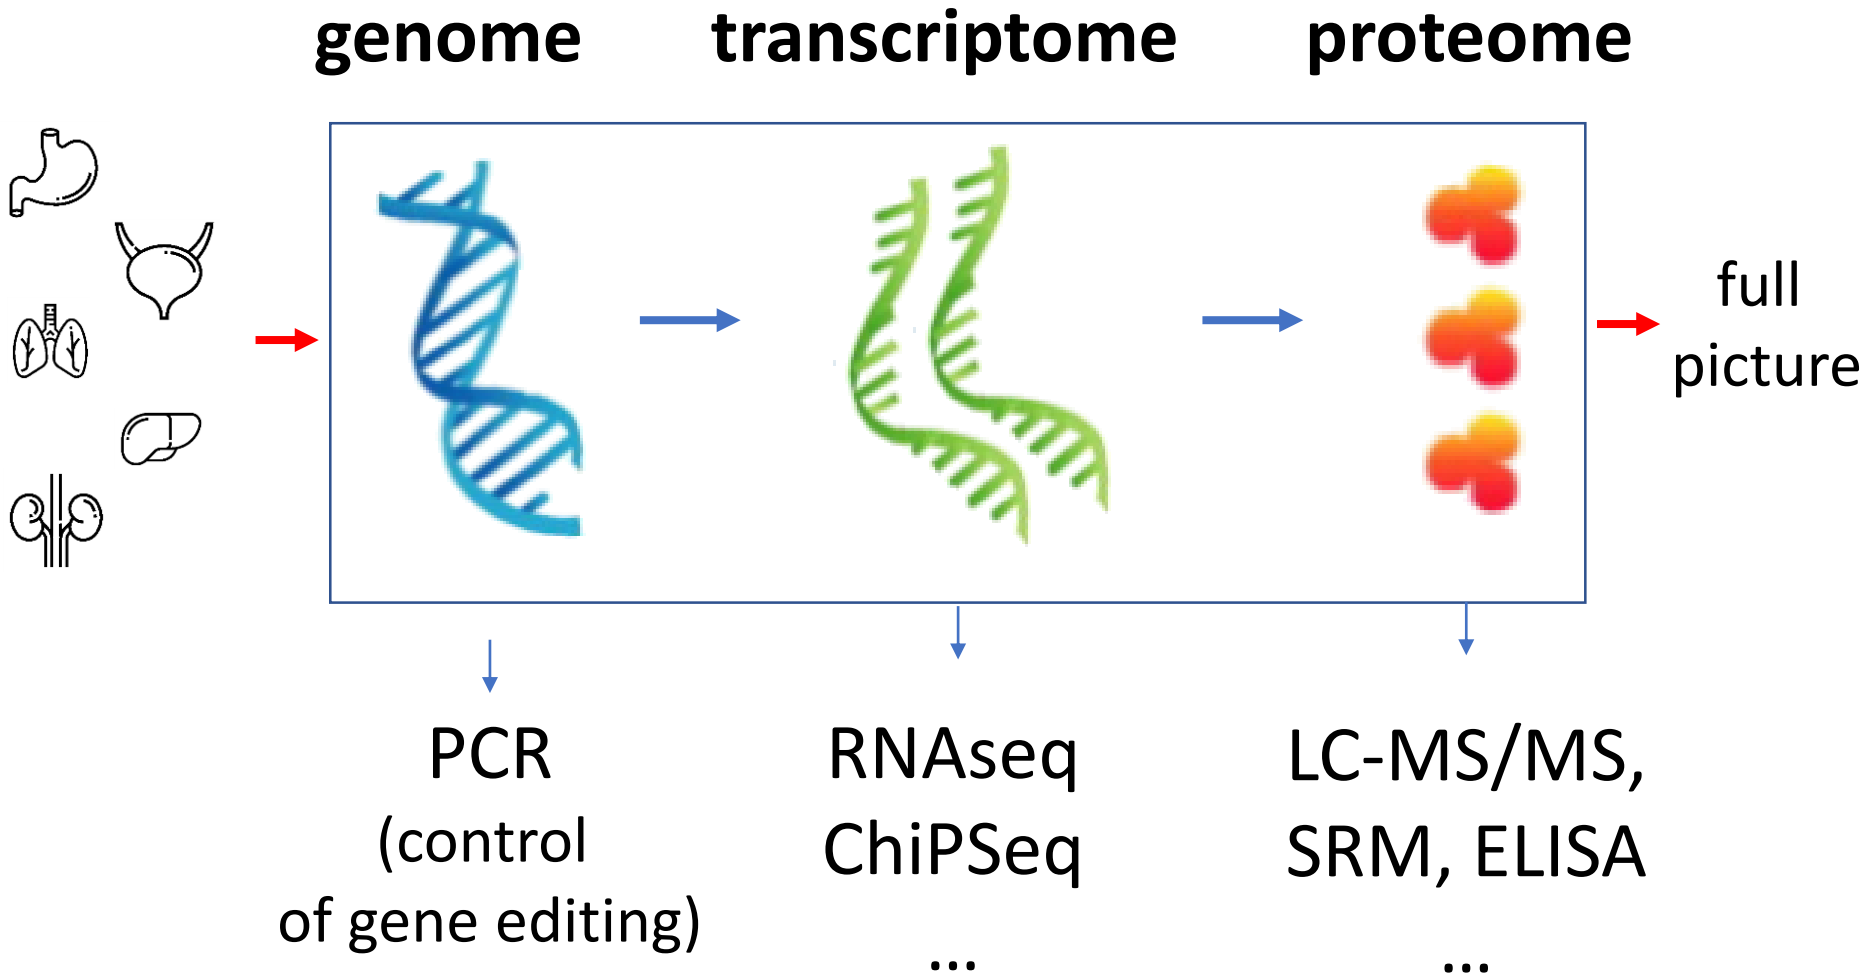 genome
transcriptome
proteome
full
picture
PCR
(control
of gene editing)
RNAseq
ChiPSeq
...
LC-MS/MS,
SRM, ELISA
...